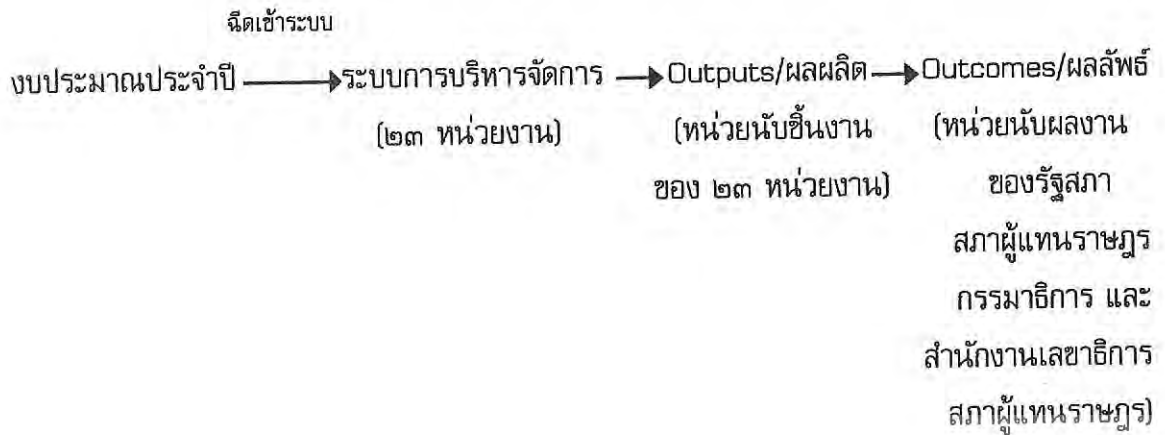 ฉีดเข้าระบบ
งบประมาณประจำปี → ระบบการบริหารจัดการ → Outputs/ผลผลิต → Outcomes/ผลลัพธ์
(๒๓ หน่วยงาน) (หน่วยนับชิ้นงาน (หน่วยนับผลงาน
ของ ๒๓ หน่วยงาน) ของรัฐสภา
สภาผู้แทนราษฎร
กรรมาธิการ และ
สำนักงานเลขาธิการ
สภาผู้แทนราษฎร)